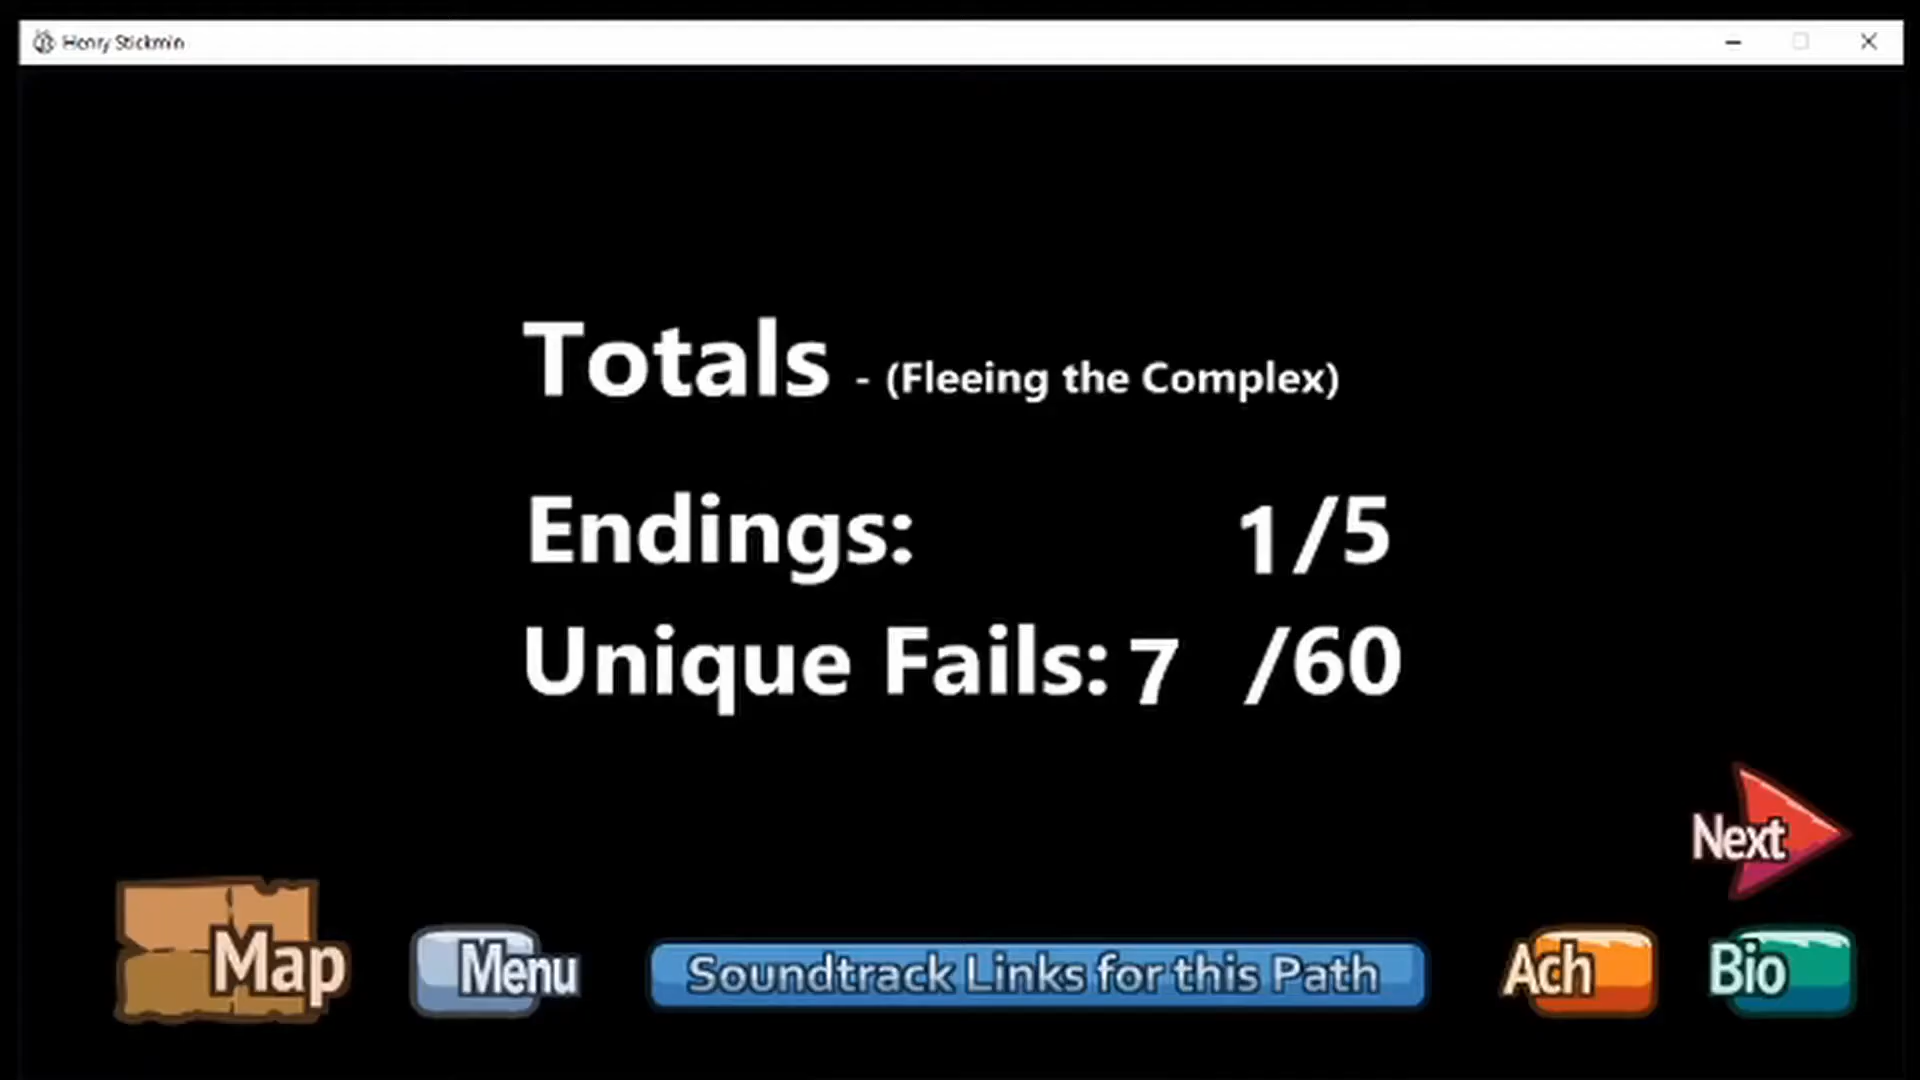 Henry Stickmin
Totals - (Fleeing the Complex)
Endings: 1/5
Unique Fails: 7 /60
Next
Map
Menu
Soundtrack Links for this Path
Ach
Bio